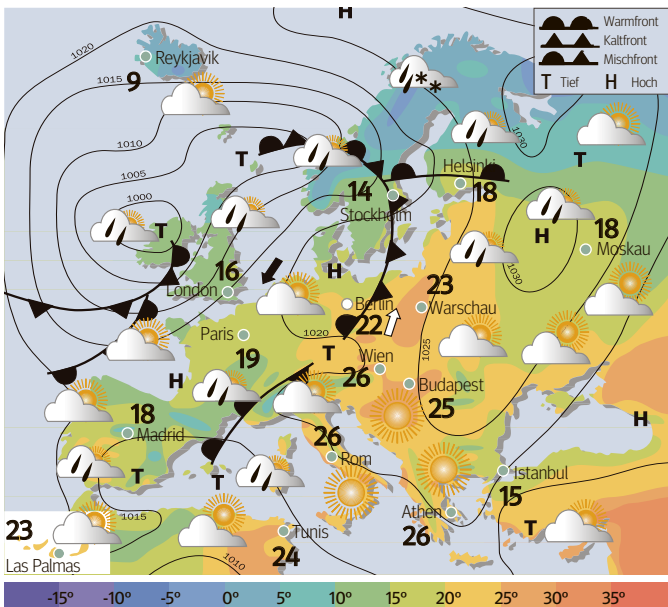 H
Warmfront
Kaltfront
Mischfront
T Tief H Hoch
1020
Reykjavik
9
1015
1010
1005
1000
T
T
1030
T
Helsinki
18
14
Stockholm
H
18
Moskau
1030
T
16
London
H
Berlin
22
23
Warschau
Paris
19
1020
T
1025
Wien
26
Budapest
25
H
H
18
Madrid
26
Rom
T
T
Istanbul
15
1015
23
Las Palmas
Tunis
24
1010
Athen
26
T
-15° -10° -5° 0° 5° 10° 15° 20° 25° 30° 35°